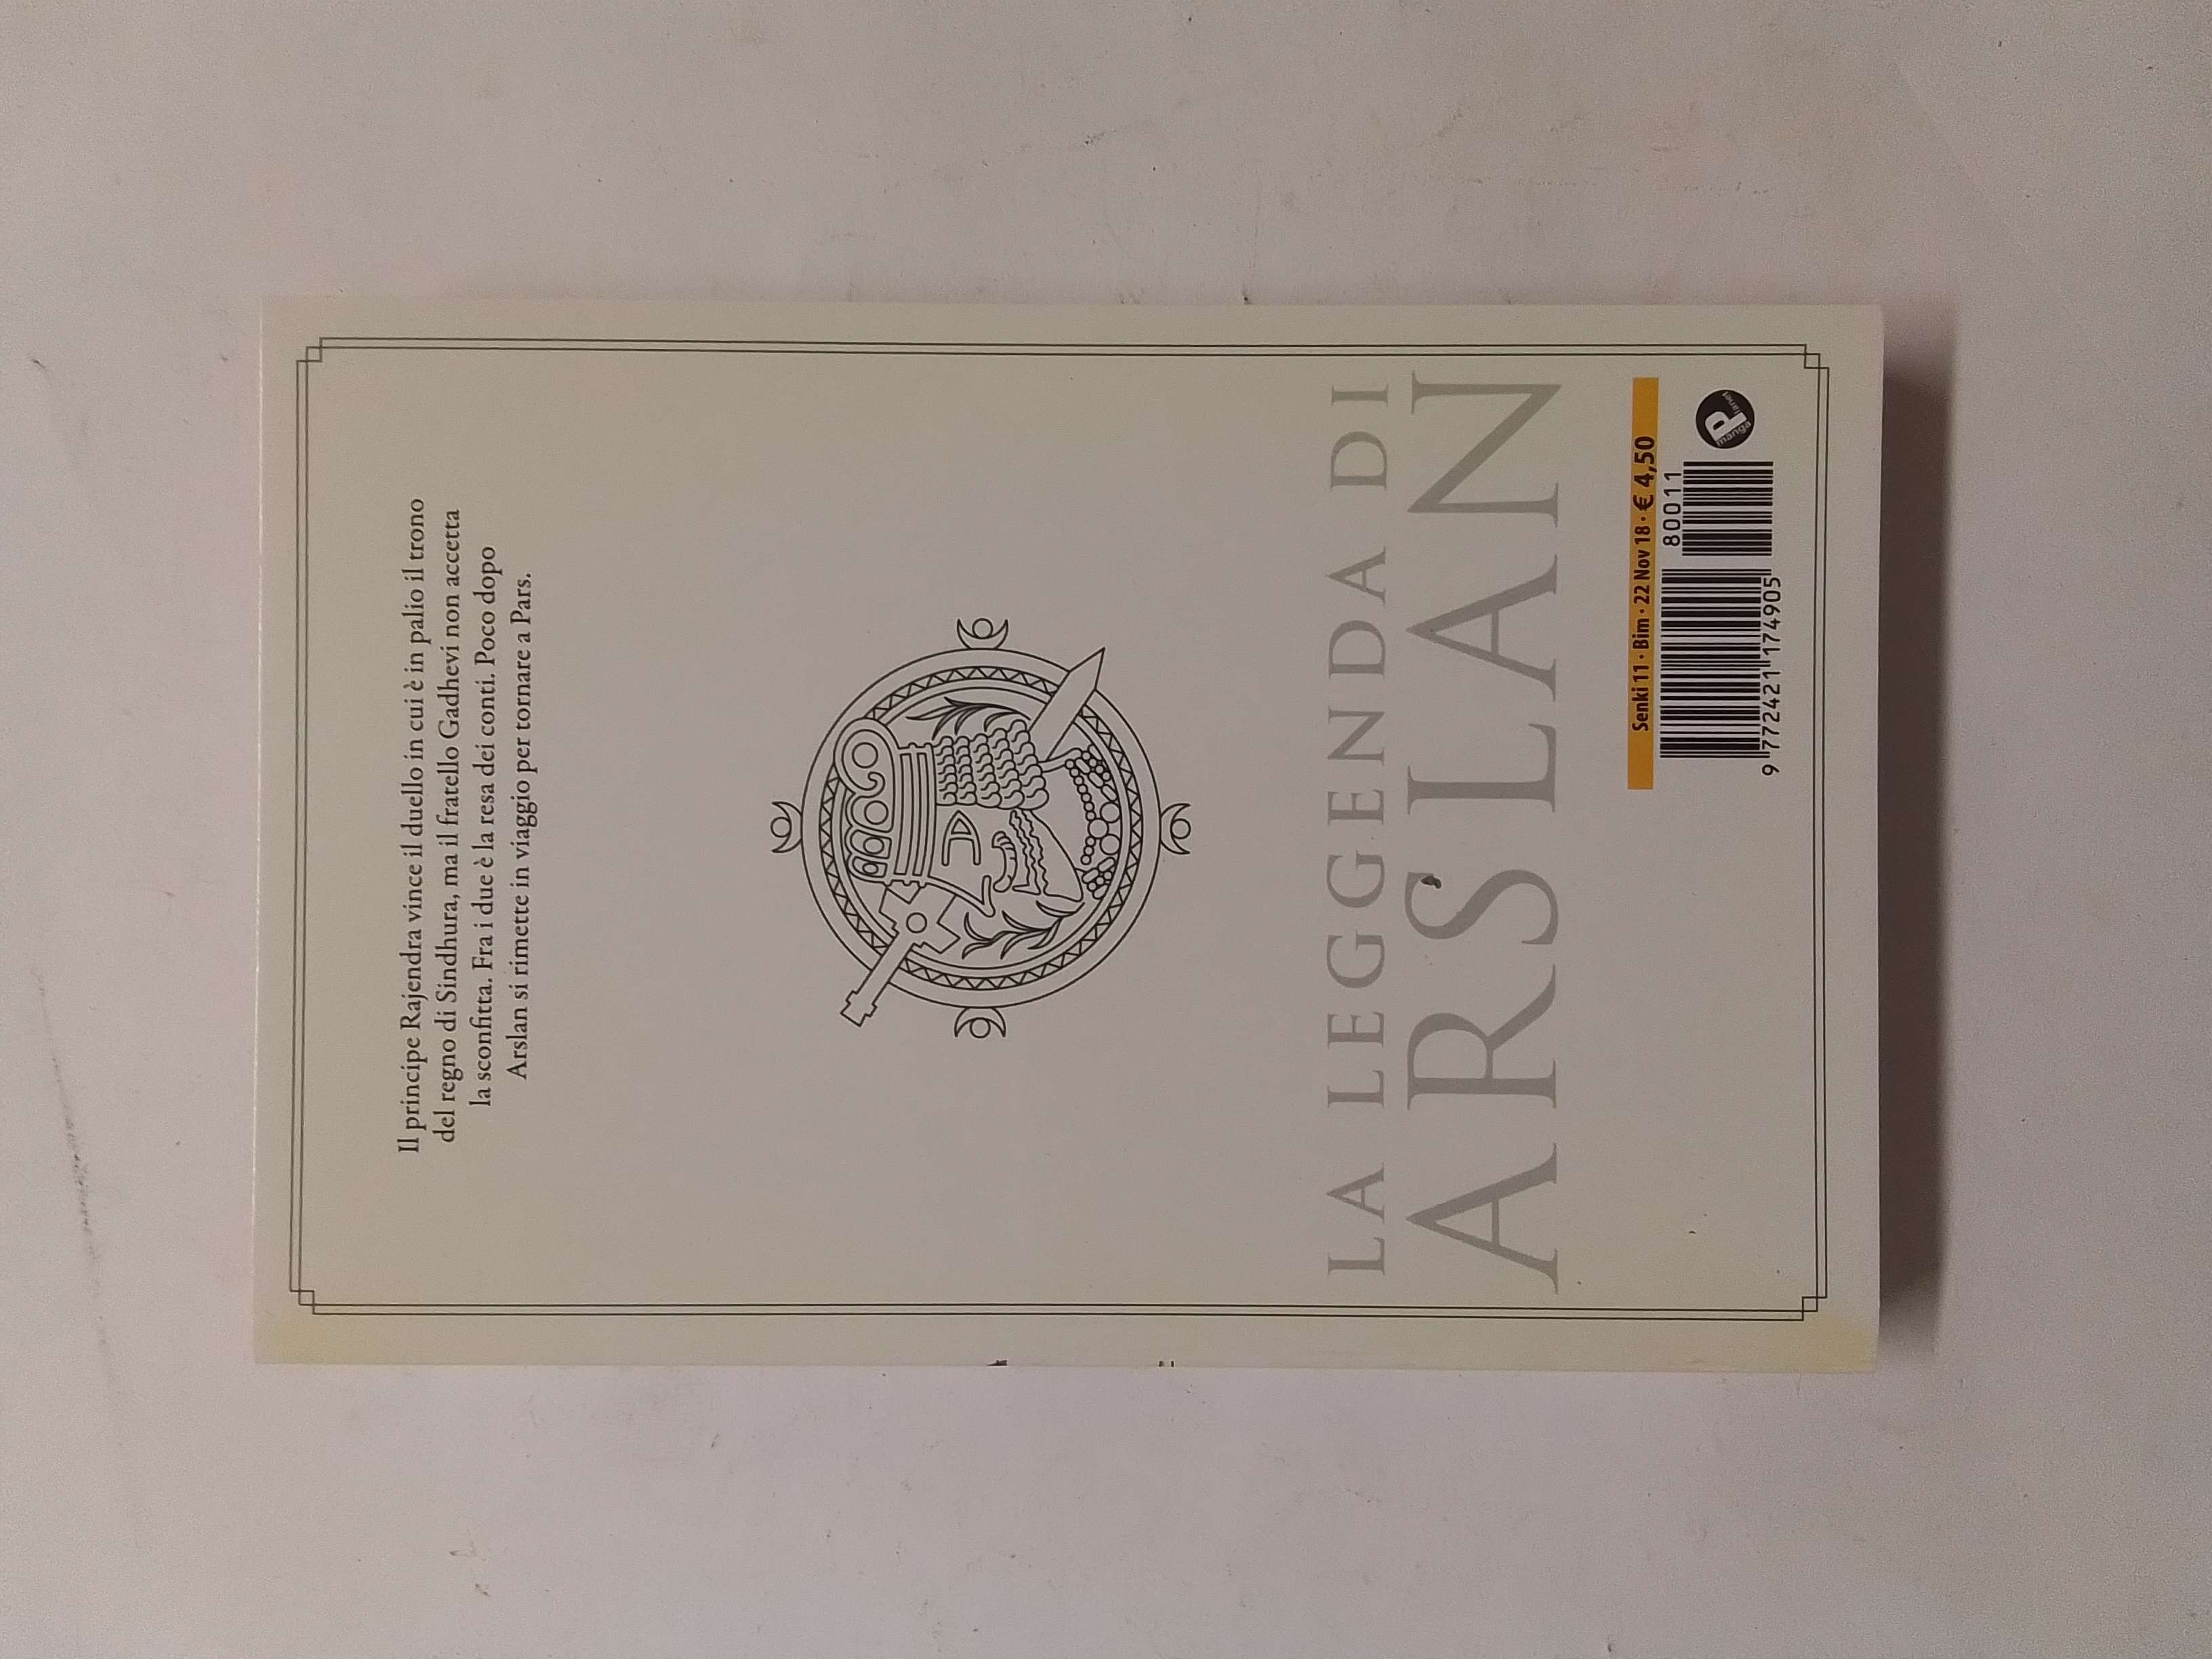 Il principe Rajendra vince il duello in cui è in palio il trono
del regno di Sindhura, ma il fratello Gadhevi non accetta
la sconfitta. Fra i due è la resa dei conti. Poco dopo
Arslan si rimette in viaggio per tornare a Pars.
LA LEGGENDA DI
ARSLAN
Senki 11 · Bim · 22 Nov 18 · € 4,50
80011
9 772421 174905
Planet
manga